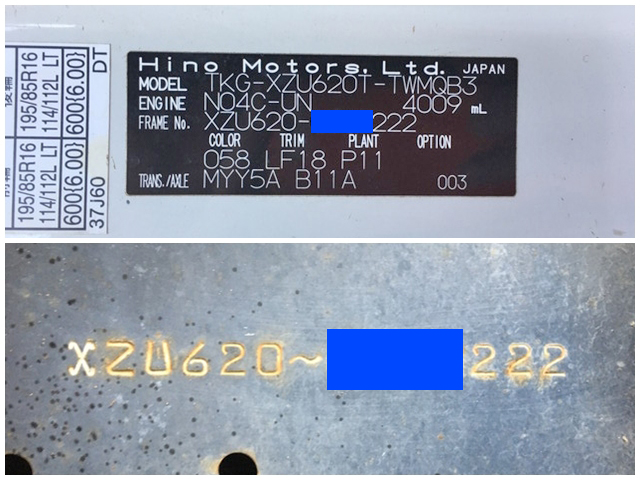 Hino Motors, Ltd. JAPAN
MODEL TKG-XZU620T-TWMQB3
ENGINE N04C-UN 4009 mL
FRAME No. XZU620- 222
COLOR TRIM PLANT OPTION
058 LF18 P11
TRANS./AXLE MYY5A B11A 003
後輪 195/85R16 114/112L LT 600{6.00} DT
195/85R16 114/112L LT 600{6.00} 37J60
XZU620~ 222